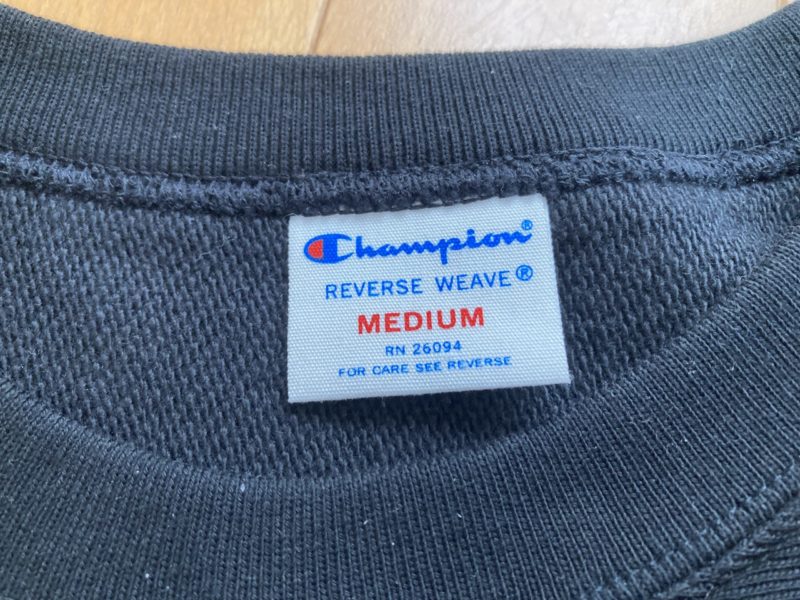 Champion®
REVERSE WEAVE®
MEDIUM
RN 26094
FOR CARE SEE REVERSE